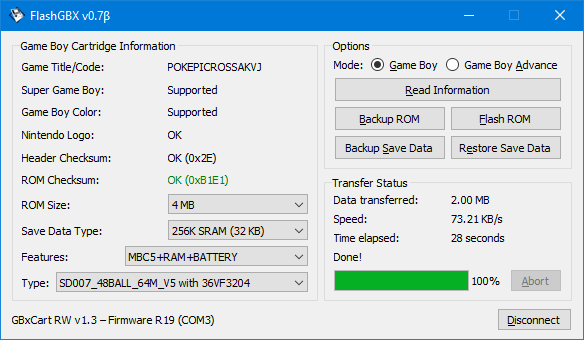 FlashGBX v0.7β
Game Boy Cartridge Information
Game Title/Code: POKEPICROSSAKVJ
Super Game Boy: Supported
Game Boy Color: Supported
Nintendo Logo: OK
Header Checksum: OK (0x2E)
ROM Checksum: OK (0xB1E1)
ROM Size: 4 MB
Save Data Type: 256K SRAM (32 KB)
Features: MBC5+RAM+BATTERY
Type: SD007_48BALL_64M_V5 with 36VF3204
Options
Mode: Game Boy Game Boy Advance
Read Information
Backup ROM Flash ROM
Backup Save Data Restore Save Data
Transfer Status
Data transferred: 2.00 MB
Speed: 73.21 KB/s
Time elapsed: 28 seconds
Done!
100% Abort
GBxCart RW v1.3 – Firmware R19 (COM3) Disconnect